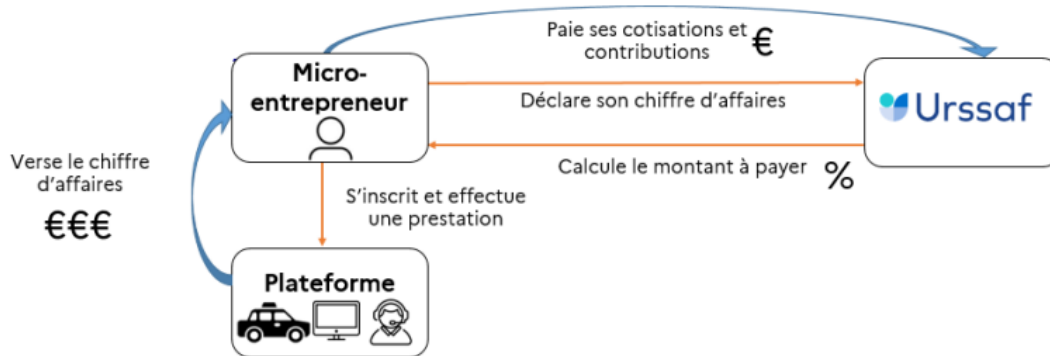 Paie ses cotisations et
contributions €
Micro-
entrepreneur
Déclare son chiffre d'affaires
Urssaf
Verse le chiffre
d'affaires
€€€
Calcule le montant à payer %
S'inscrit et effectue
une prestation
Plateforme